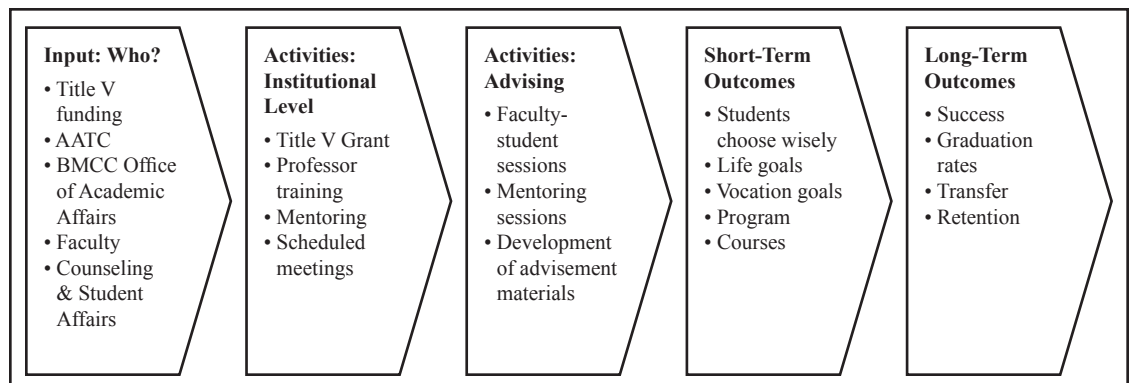 Input: Who?
• Title V
funding
• AATC
• BMCC Office
of Academic
Affairs
• Faculty
• Counseling
& Student
Affairs
Activities:
Institutional
Level
• Title V Grant
• Professor
training
• Mentoring
• Scheduled
meetings
Activities:
Advising
• Faculty-
student
sessions
• Mentoring
sessions
• Development
of advisement
materials
Short-Term
Outcomes
• Students
choose wisely
• Life goals
• Vocation goals
• Program
• Courses
Long-Term
Outcomes
• Success
• Graduation
rates
• Transfer
• Retention